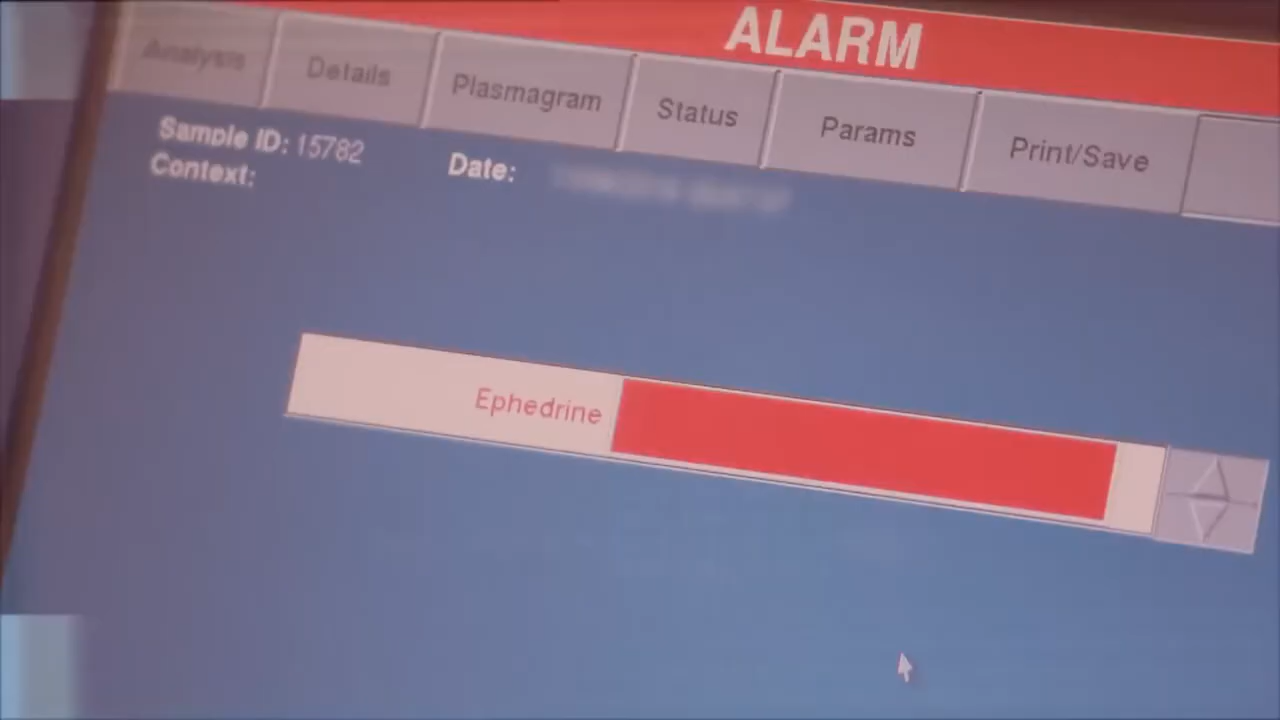 ALARM
Analysis Details Plasmagram Status Params Print/Save
Sample ID: 15782
Context:
Date:
Ephedrine